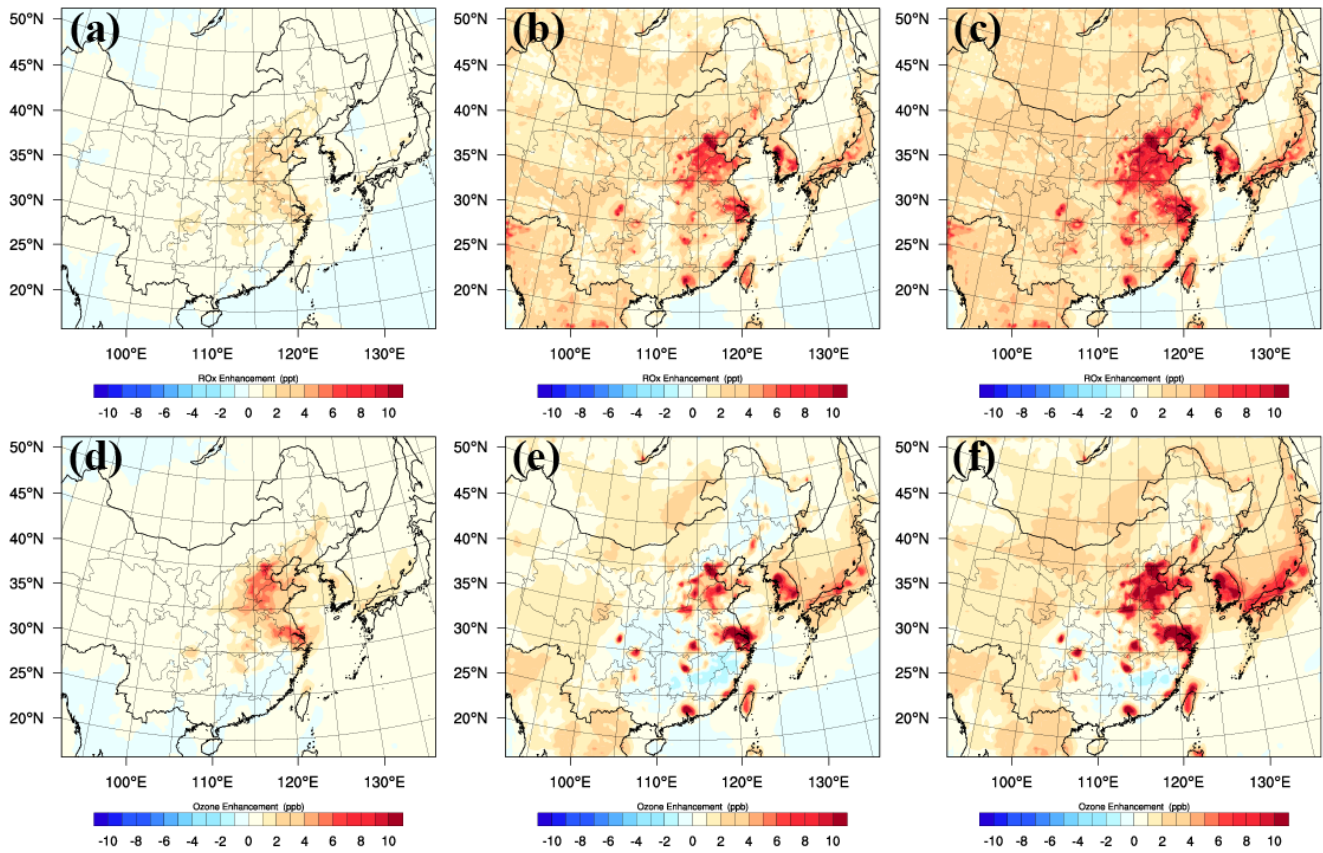 (a) (b) (c)
50°N 50°N 50°N
45°N 45°N 45°N
40°N 40°N 40°N
35°N 35°N 35°N
30°N 30°N 30°N
25°N 25°N 25°N
20°N 20°N 20°N
100°E 110°E 120°E 130°E 100°E 110°E 120°E 130°E 100°E 110°E 120°E 130°E
ROx Enhancement (ppt) ROx Enhancement (ppt) ROx Enhancement (ppt)
-10 -8 -6 -4 -2 0 2 4 6 8 10 -10 -8 -6 -4 -2 0 2 4 6 8 10 -10 -8 -6 -4 -2 0 2 4 6 8 10
(d) (e) (f)
50°N 50°N 50°N
45°N 45°N 45°N
40°N 40°N 40°N
35°N 35°N 35°N
30°N 30°N 30°N
25°N 25°N 25°N
20°N 20°N 20°N
100°E 110°E 120°E 130°E 100°E 110°E 120°E 130°E 100°E 110°E 120°E 130°E
Ozone Enhancement (ppb) Ozone Enhancement (ppb) Ozone Enhancement (ppb)
-10 -8 -6 -4 -2 0 2 4 6 8 10 -10 -8 -6 -4 -2 0 2 4 6 8 10 -10 -8 -6 -4 -2 0 2 4 6 8 10